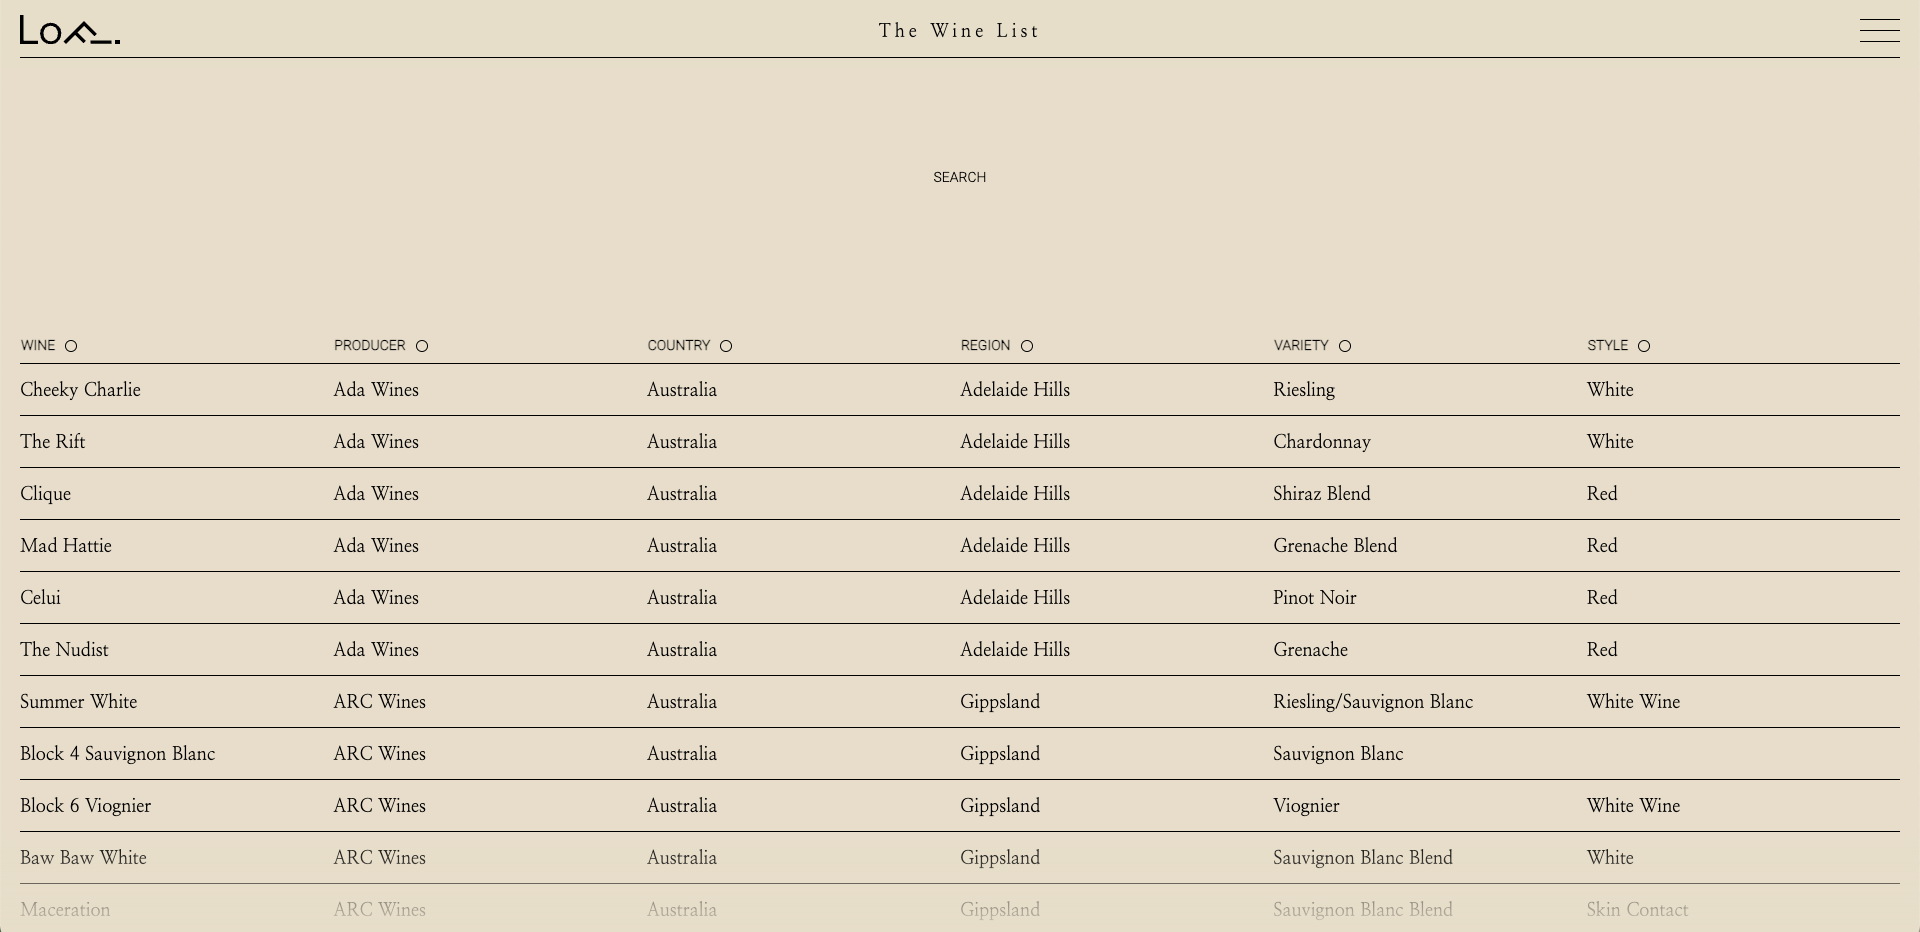 LOA_.
The Wine List
SEARCH
WINE PRODUCER COUNTRY REGION VARIETY STYLE
Cheeky Charlie Ada Wines Australia Adelaide Hills Riesling White
The Rift Ada Wines Australia Adelaide Hills Chardonnay White
Clique Ada Wines Australia Adelaide Hills Shiraz Blend Red
Mad Hattie Ada Wines Australia Adelaide Hills Grenache Blend Red
Celui Ada Wines Australia Adelaide Hills Pinot Noir Red
The Nudist Ada Wines Australia Adelaide Hills Grenache Red
Summer White ARC Wines Australia Gippsland Riesling/Sauvignon Blanc White Wine
Block 4 Sauvignon Blanc ARC Wines Australia Gippsland Sauvignon Blanc
Block 6 Viognier ARC Wines Australia Gippsland Viognier White Wine
Baw Baw White ARC Wines Australia Gippsland Sauvignon Blanc Blend White
Maceration ARC Wines Australia Gippsland Sauvignon Blanc Blend Skin Contact